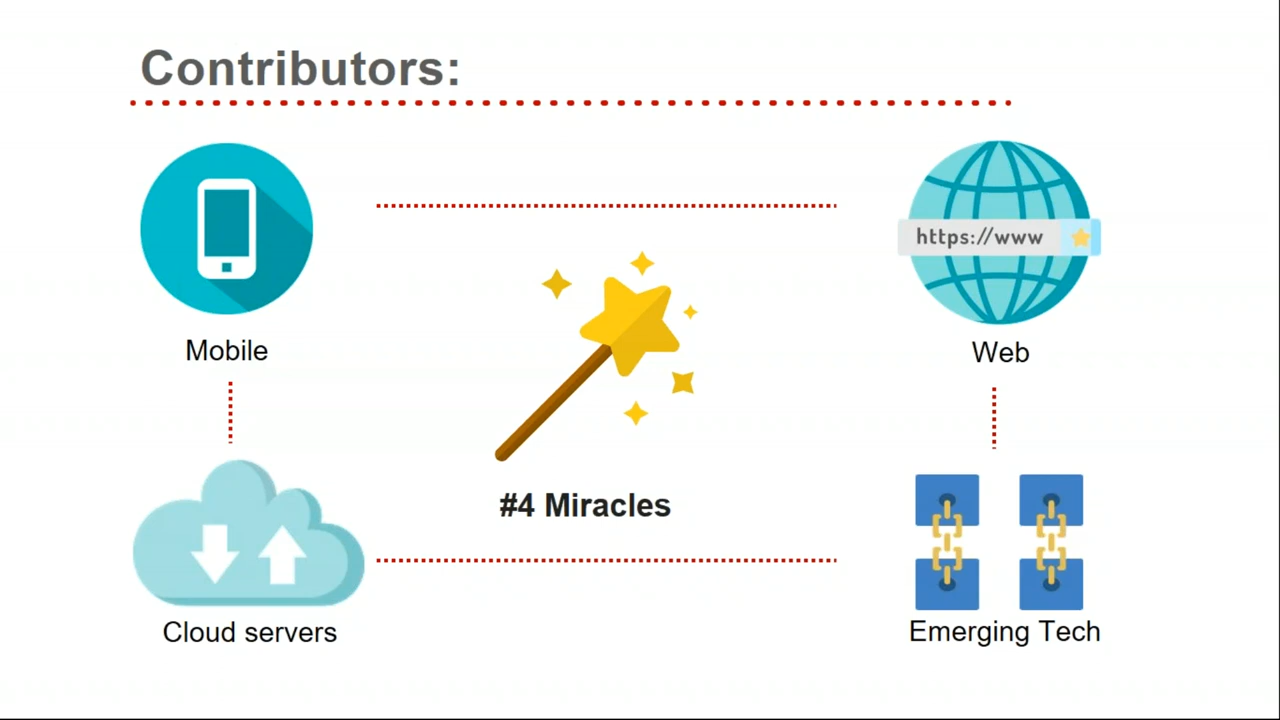 Contributors:
https://www
Mobile
Web
#4 Miracles
Cloud servers
Emerging Tech